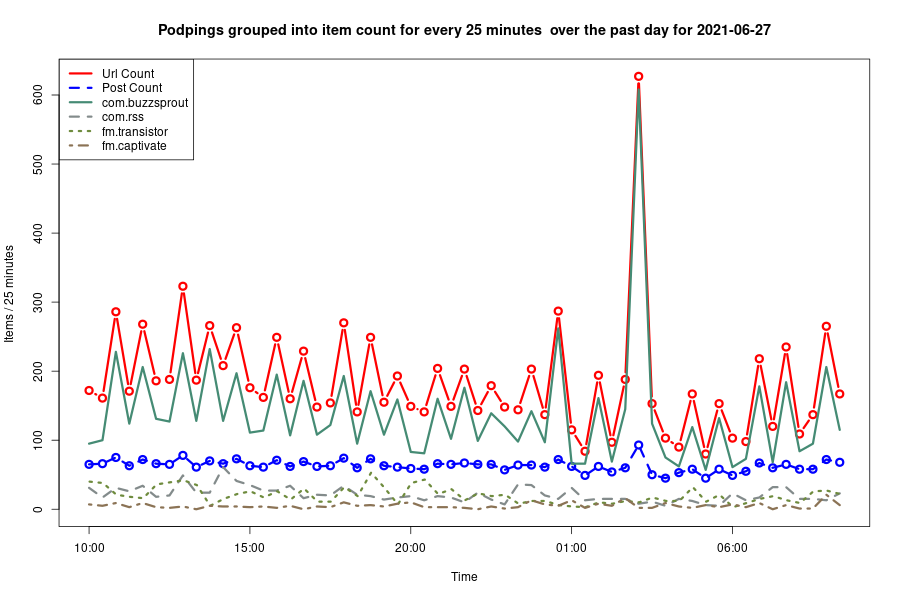 Podpings grouped into item count for every 25 minutes  over the past day for 2021-06-27
Url Count
Post Count
com.buzzsprout
com.rss
fm.transistor
fm.captivate
Items / 25 minutes
600
500
400
300
200
100
0
10:00
15:00
20:00
01:00
06:00
Time